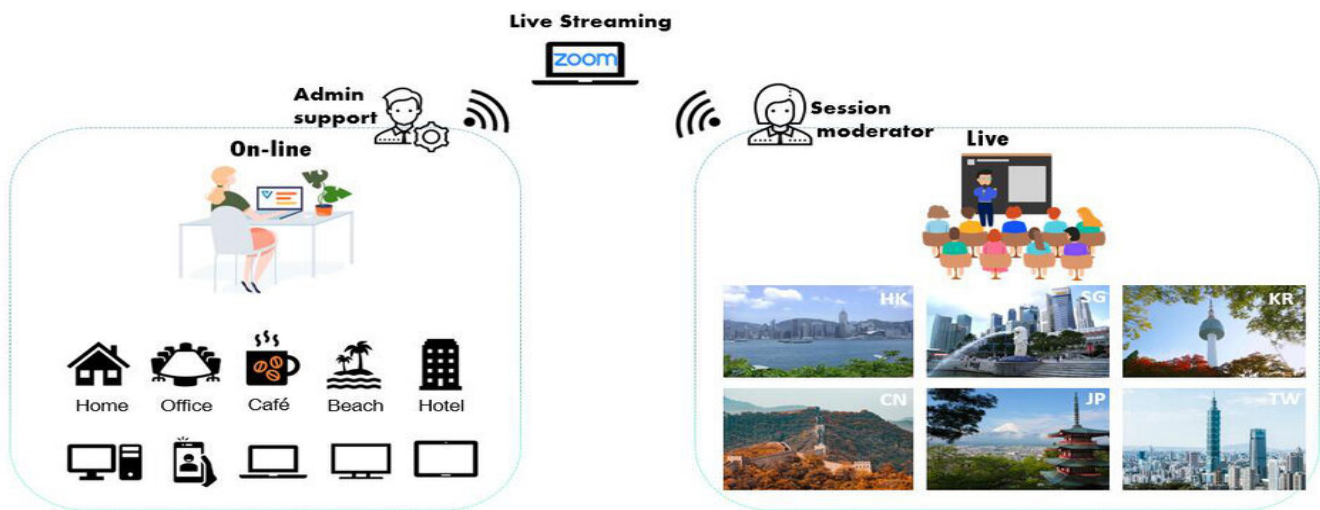 Live Streaming
zoom
Admin
support
Session
moderator
On-line
Live
HK
SG
KR
Home
Office
Café
Beach
Hotel
CN
JP
TW